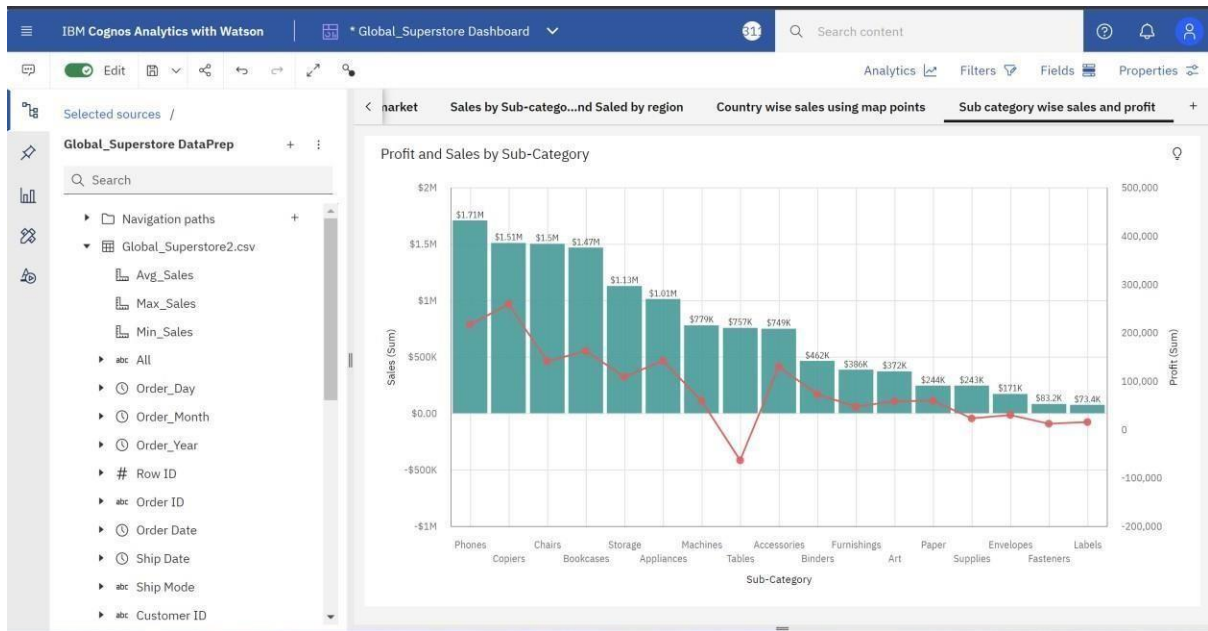 IBM Cognos Analytics with Watson
* Global_Superstore Dashboard
Search content
Edit
Analytics
Filters
Fields
Properties
Selected sources /
Global_Superstore DataPrep
Search
Navigation paths
Global_Superstore2.csv
Avg_Sales
Max_Sales
Min_Sales
abc All
Order_Day
Order_Month
Order_Year
# Row ID
abc Order ID
Order Date
Ship Date
abc Ship Mode
abc Customer ID
market
Sales by Sub-catego...nd Saled by region
Country wise sales using map points
Sub category wise sales and profit
Profit and Sales by Sub-Category
Sales (Sum)
$2M
$1.5M
$1M
$500K
$0.00
-$500K
-$1M
$1.71M
$1.51M
$1.5M
$1.47M
$1.13M
$1.01M
$779K
$757K
$749K
$462K
$386K
$372K
$244K
$243K
$171K
$83.2K
$73.4K
500,000
400,000
300,000
200,000
100,000
0
-100,000
-200,000
Profit (Sum)
Phones
Copiers
Chairs
Bookcases
Storage
Appliances
Machines
Tables
Accessories
Binders
Furnishings
Art
Paper
Supplies
Envelopes
Fasteners
Labels
Sub-Category